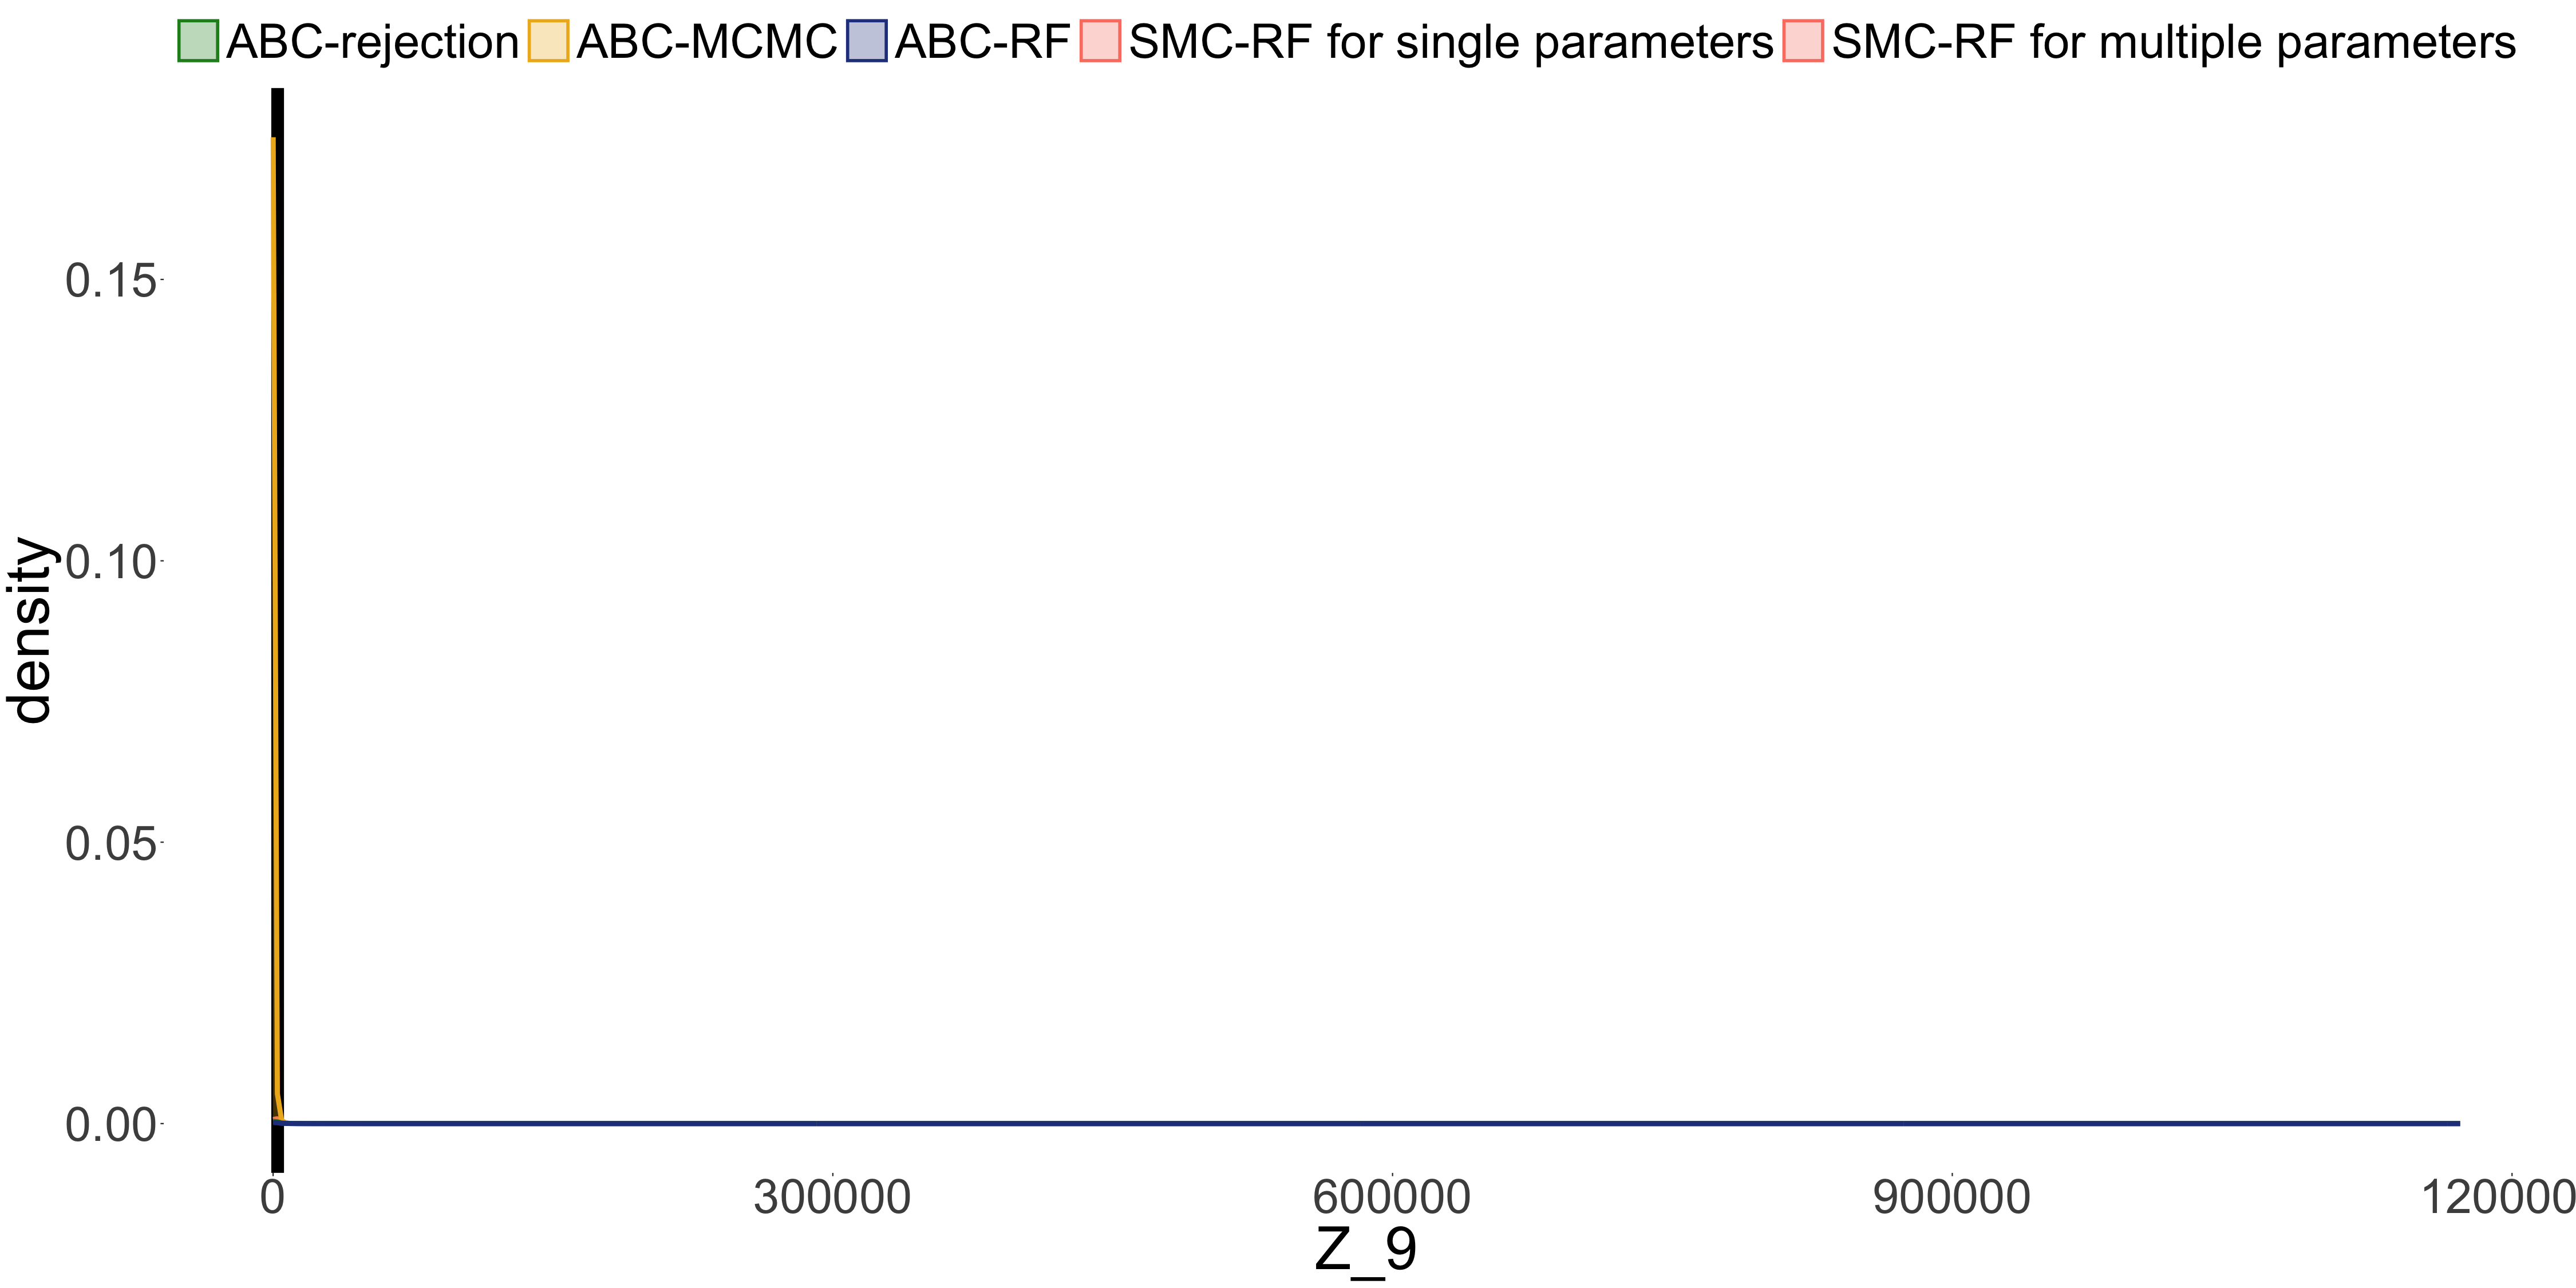 ABC-rejection ABC-MCMC ABC-RF SMC-RF for single parameters SMC-RF for multiple parameters
density
0.15
0.10
0.05
0.00
0 300000 600000 900000 120000
Z_9